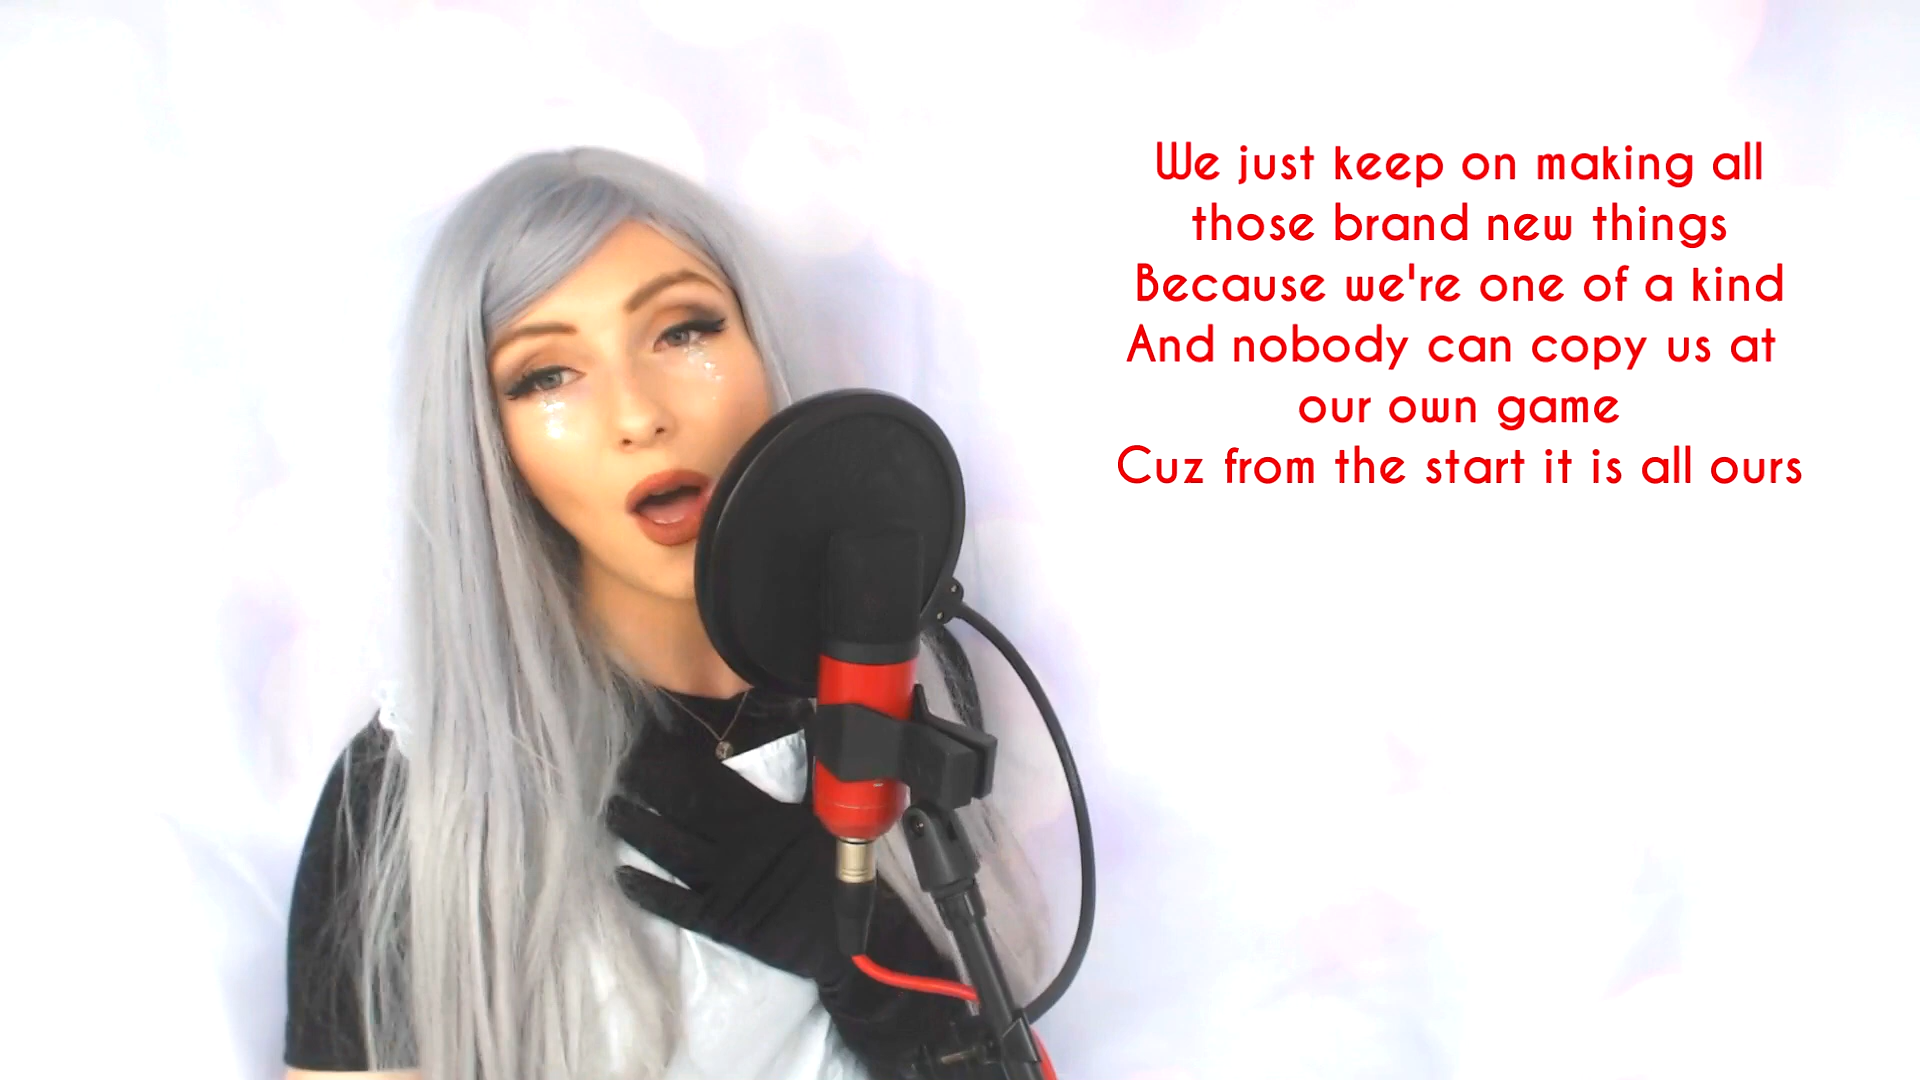 We just keep on making all
those brand new things
Because we're one of a kind
And nobody can copy us at
our own game
Cuz from the start it is all ours